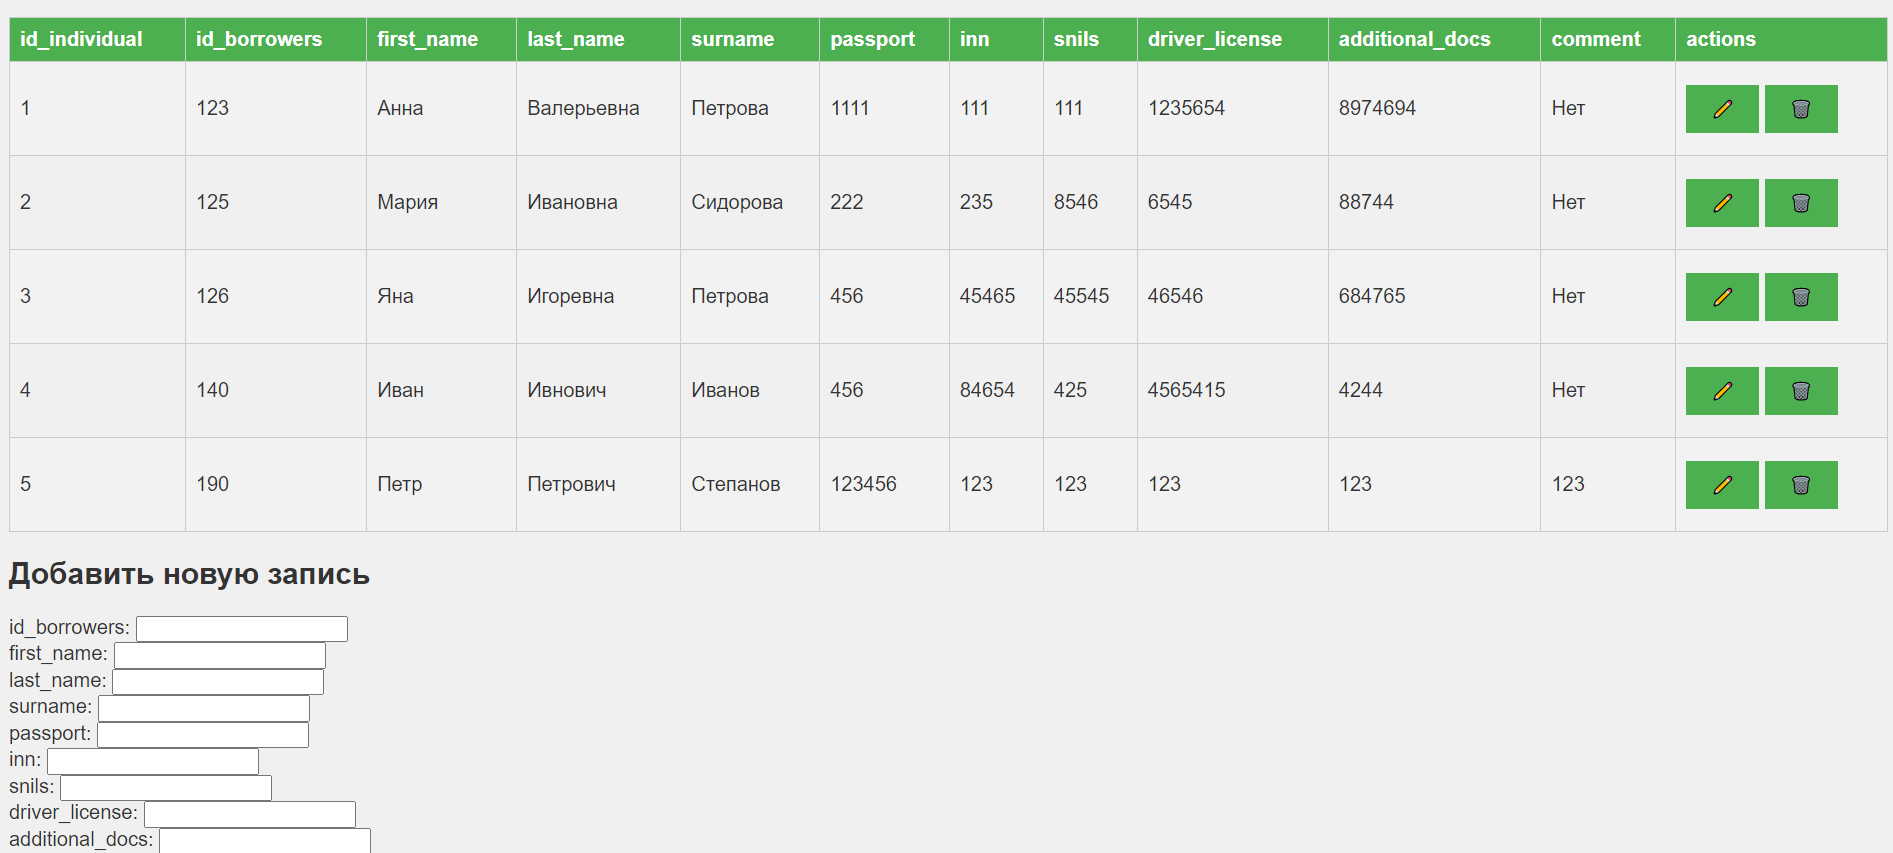 id_individual id_borrowers first_name last_name surname passport inn snils driver_license additional_docs comment actions
1 123 Анна Валерьевна Петрова 1111 111 111 1235654 8974694 Нет
2 125 Мария Ивановна Сидорова 222 235 8546 6545 88744 Нет
3 126 Яна Игоревна Петрова 456 45465 45545 46546 684765 Нет
4 140 Иван Ивнович Иванов 456 84654 425 4565415 4244 Нет
5 190 Петр Петрович Степанов 123456 123 123 123 123 123
Добавить новую запись
id_borrowers:
first_name:
last_name:
surname:
passport:
inn:
snils:
driver_license:
additional_docs: